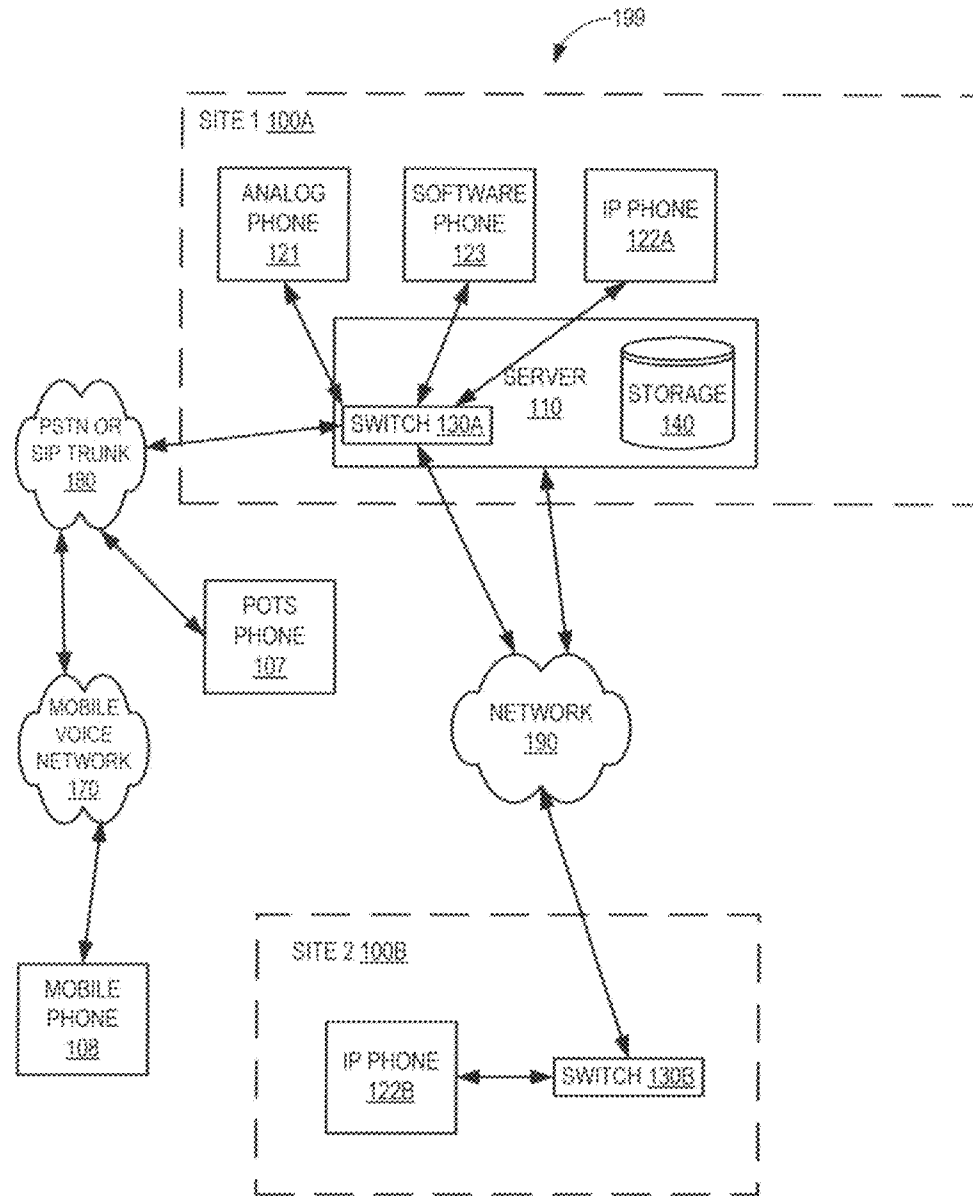 199
SITE 1 100A
ANALOG
PHONE
121
SOFTWARE
PHONE
123
IP PHONE
122A
SERVER
110
STORAGE
140
SWITCH 130A
PSTN OR
SIP TRUNK
180
POTS
PHONE
107
MOBILE
VOICE
NETWORK
170
NETWORK
190
MOBILE
PHONE
108
SITE 2 100B
IP PHONE
122B
SWITCH 130B